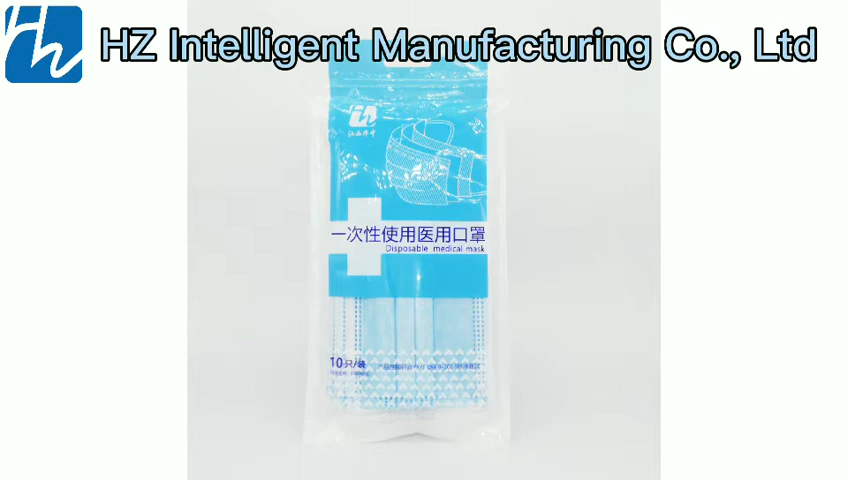 HZ Intelligent Manufacturing Co., Ltd
一次性使用医用口罩
Disposable medical mask
10只/袋